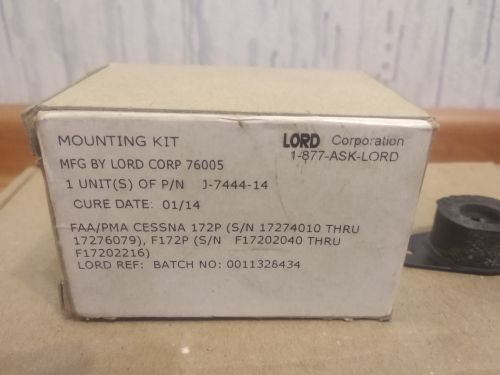 MOUNTING KIT
LORD Corporation
1-877-ASK-LORD
MFG BY LORD CORP 76005
1 UNIT(S) OF P/N J-7444-14
CURE DATE: 01/14
FAA/PMA CESSNA 172P (S/N 17274010 THRU
17276079), F172P (S/N F17202040 THRU
F17202216)
LORD REF: BATCH NO: 0011328434